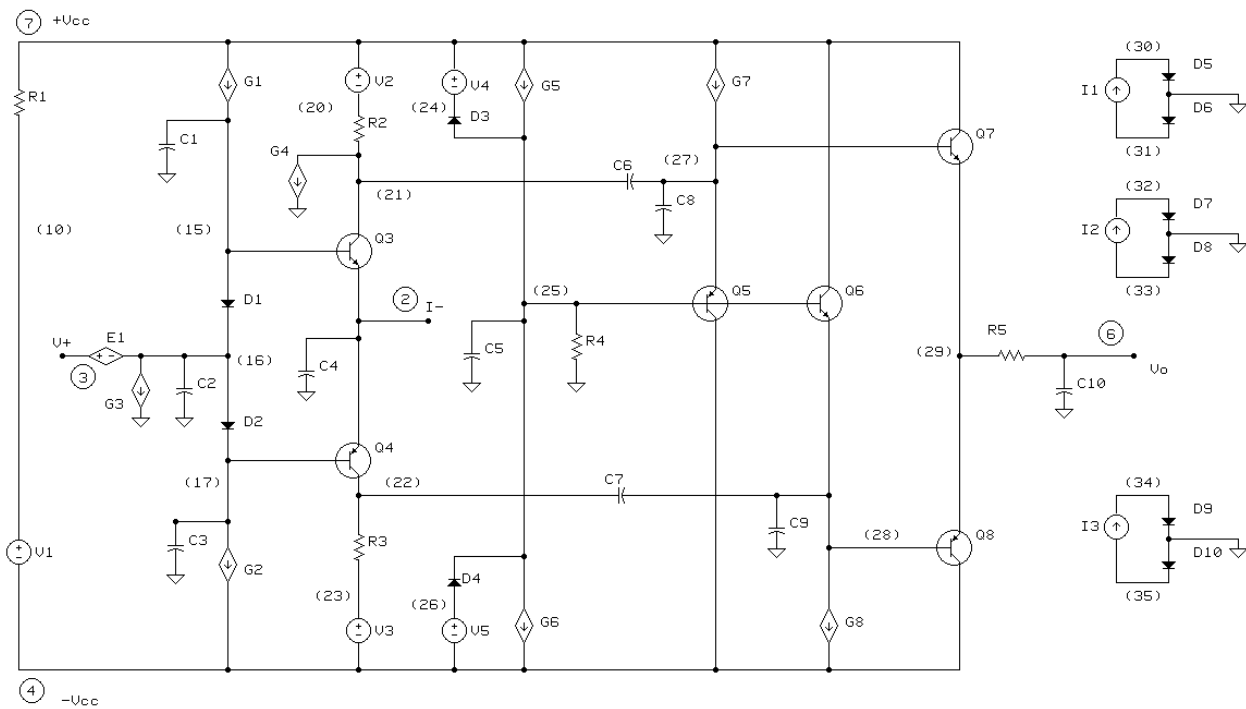 7 +Vcc
R1
(10)
V1
4 -Vcc
G1
C1
(15)
D1
V+ E1
3
(16)
G3
C2
D2
(17)
C3
G2
V2
(20)
R2
G4
(21)
Q3
2 I-
C4
Q4
(22)
R3
(23)
V3
V4
(24)
D3
G5
(25)
C5
R4
D4
(26)
V5
G6
C6
(27)
C8
G7
Q5
Q6
C7
C9
(28)
G8
Q7
(29)
R5
6
Vo
C10
Q8
(30)
D5
I1
D6
(31)
(32)
D7
I2
D8
(33)
(34)
D9
I3
D10
(35)